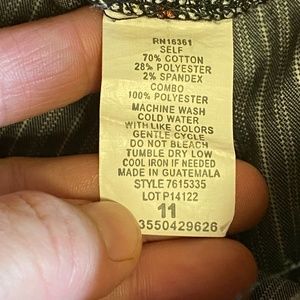 RN16361
SELF
70% COTTON
28% POLYESTER
2% SPANDEX
COMBO
100% POLYESTER
MACHINE WASH
COLD WATER
WITH LIKE COLORS
GENTLE CYCLE
DO NOT BLEACH
TUMBLE DRY LOW
COOL IRON IF NEEDED
MADE IN GUATEMALA
STYLE 7615335
LOT P14122
11
3550429626